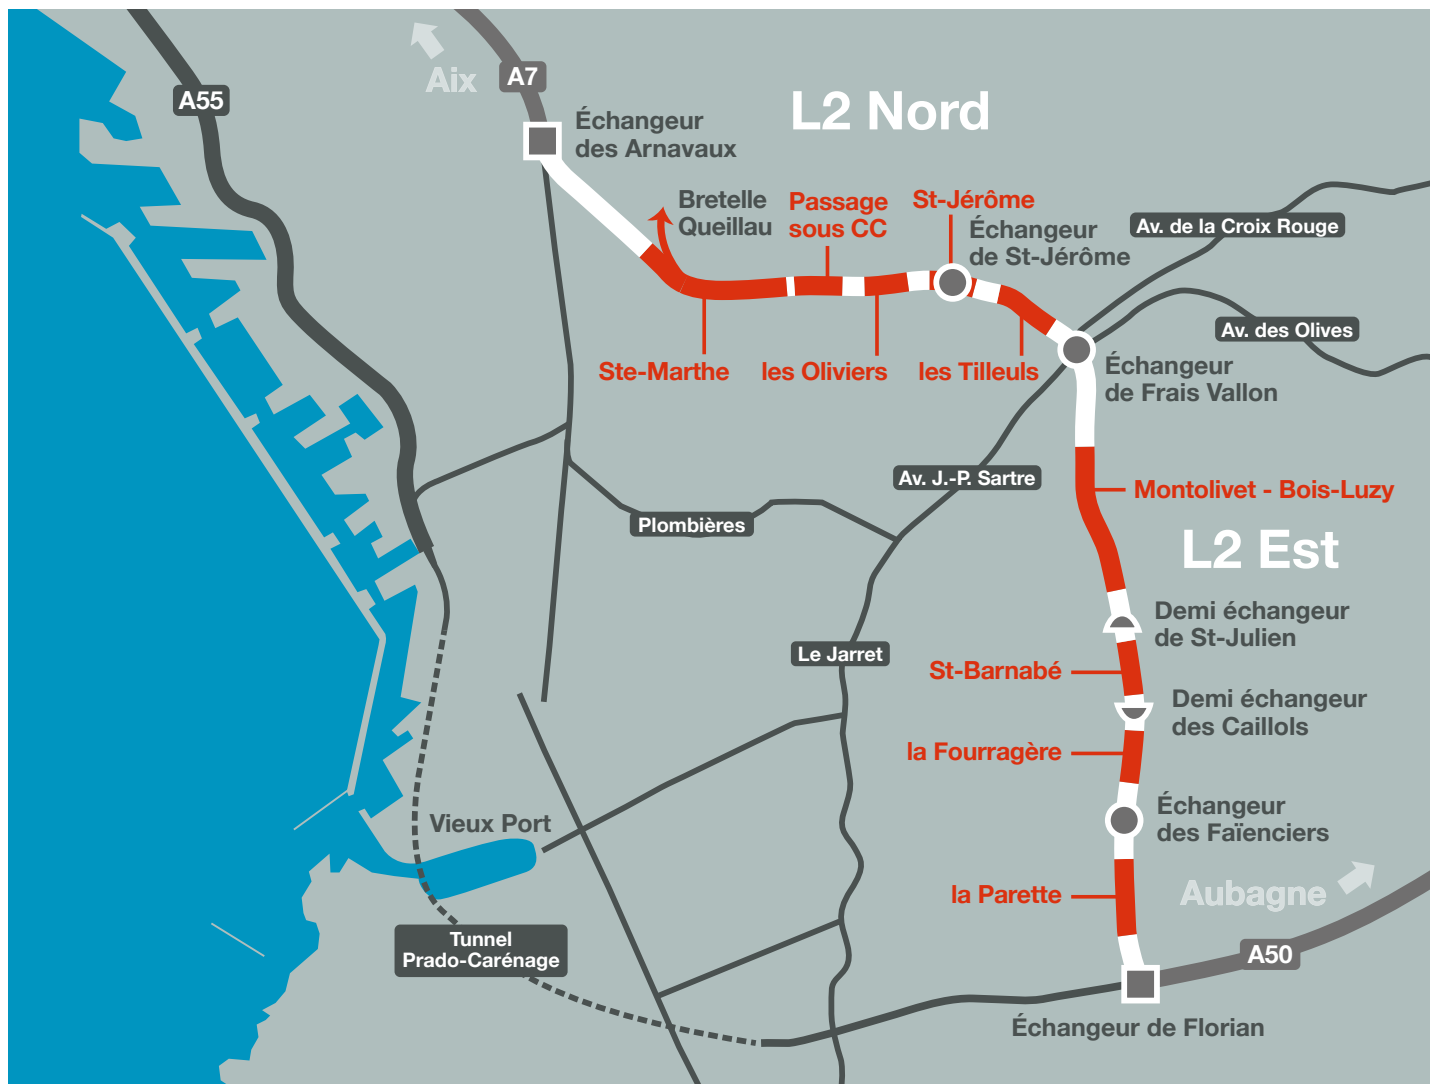 A55
A7
Aix
L2 Nord
Échangeur
des Arnavaux
Bretelle
Queillau
Passage
sous CC
St-Jérôme
Échangeur
de St-Jérôme
Av. de la Croix Rouge
Av. des Olives
Ste-Marthe
les Oliviers
les Tilleuls
Échangeur
de Frais Vallon
Av. J.-P. Sartre
Montolivet - Bois-Luzy
Plombières
L2 Est
Demi échangeur
de St-Julien
Le Jarret
St-Barnabé
Demi échangeur
des Caillols
la Fourragère
Échangeur
des Faïenciers
Vieux Port
la Parette
Aubagne
Tunnel
Prado-Carénage
A50
Échangeur de Florian